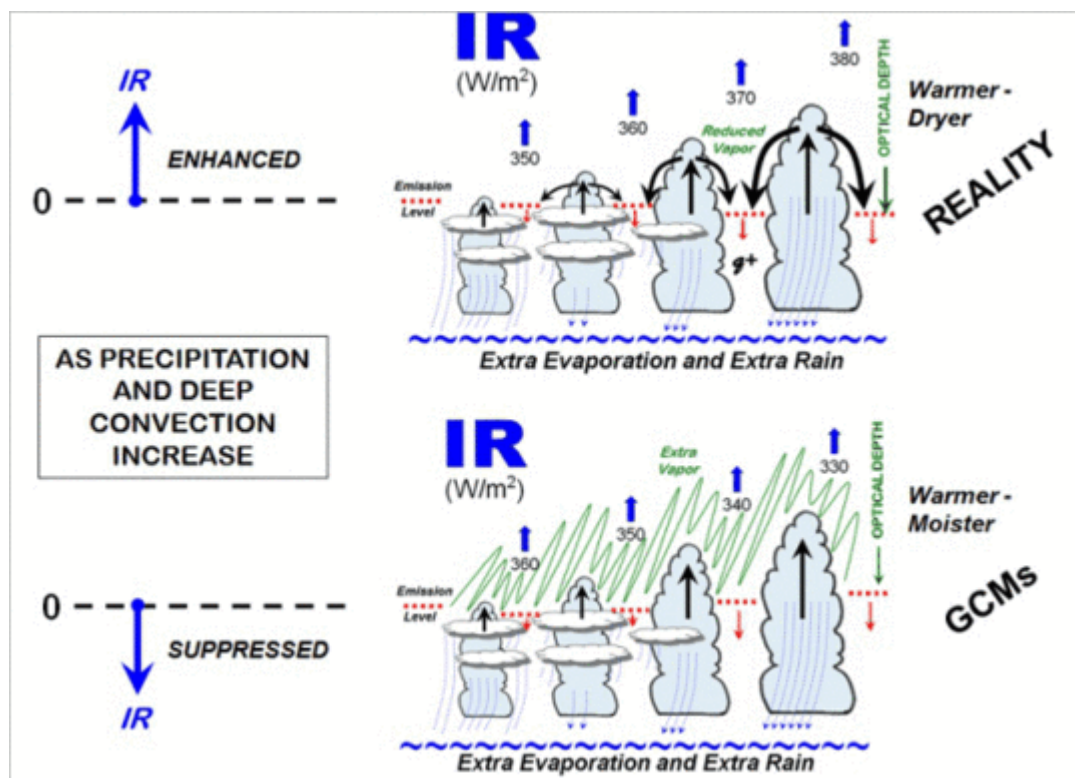 IR
(W/m²)
IR
ENHANCED
0
350
360
370
380
Reduced
Vapor
OPTICAL DEPTH
Warmer -
Dryer
REALITY
Emission
Level
g+
Extra Evaporation and Extra Rain
AS PRECIPITATION
AND DEEP
CONVECTION
INCREASE
IR
(W/m²)
360
350
340
330
Extra
Vapor
OPTICAL DEPTH
Warmer -
Moister
GCMs
Emission
Level
0
SUPPRESSED
IR
Extra Evaporation and Extra Rain